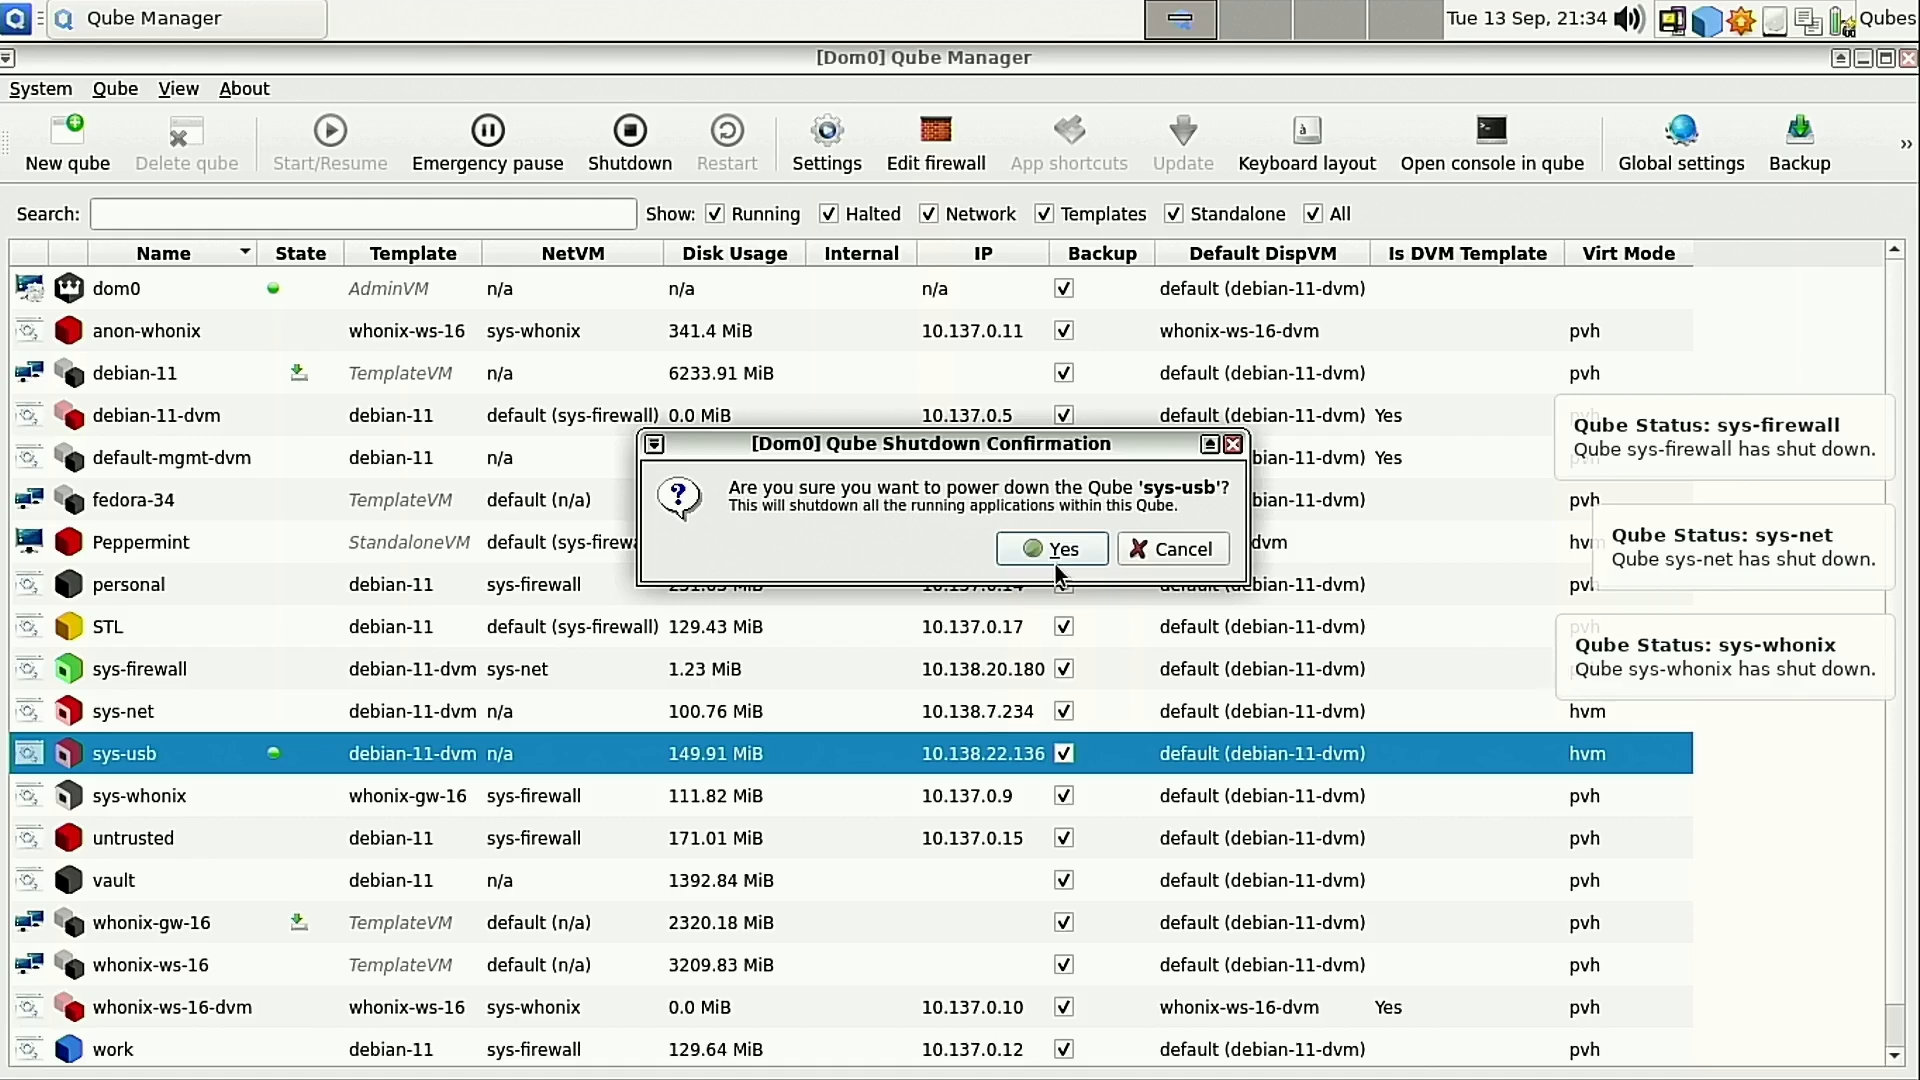 Qube Manager
Tue 13 Sep, 21:34
Qubes
[Dom0] Qube Manager
System Qube View About
New qube Delete qube Start/Resume Emergency pause Shutdown Restart Settings Edit firewall App shortcuts Update Keyboard layout Open console in qube Global settings Backup »
Search: Show: Running Halted Network Templates Standalone All
Name State Template NetVM Disk Usage Internal IP Backup Default DispVM Is DVM Template Virt Mode
dom0 AdminVM n/a n/a n/a default (debian-11-dvm)
anon-whonix whonix-ws-16 sys-whonix 341.4 MiB 10.137.0.11 whonix-ws-16-dvm pvh
debian-11 TemplateVM n/a 6233.91 MiB default (debian-11-dvm) pvh
debian-11-dvm debian-11 default (sys-firewall) 0.0 MiB 10.137.0.5 default (debian-11-dvm) Yes
default-mgmt-dvm debian-11 n/a bian-11-dvm) Yes
fedora-34 TemplateVM default (n/a) debian-11-dvm) pvh
Peppermint StandaloneVM default (sys-firewa dvm hvm
personal debian-11 sys-firewall debian-11-dvm) pvh
STL debian-11 default (sys-firewall) 129.43 MiB 10.137.0.17 default (debian-11-dvm) pvh
sys-firewall debian-11-dvm sys-net 1.23 MiB 10.138.20.180 default (debian-11-dvm)
sys-net debian-11-dvm n/a 100.76 MiB 10.138.7.234 default (debian-11-dvm) hvm
sys-usb debian-11-dvm n/a 149.91 MiB 10.138.22.136 default (debian-11-dvm) hvm
sys-whonix whonix-gw-16 sys-firewall 111.82 MiB 10.137.0.9 default (debian-11-dvm) pvh
untrusted debian-11 sys-firewall 171.01 MiB 10.137.0.15 default (debian-11-dvm) pvh
vault debian-11 n/a 1392.84 MiB default (debian-11-dvm) pvh
whonix-gw-16 TemplateVM default (n/a) 2320.18 MiB default (debian-11-dvm) pvh
whonix-ws-16 TemplateVM default (n/a) 3209.83 MiB default (debian-11-dvm) pvh
whonix-ws-16-dvm whonix-ws-16 sys-whonix 0.0 MiB 10.137.0.10 whonix-ws-16-dvm Yes pvh
work debian-11 sys-firewall 129.64 MiB 10.137.0.12 default (debian-11-dvm) pvh
[Dom0] Qube Shutdown Confirmation
Are you sure you want to power down the Qube 'sys-usb'?
This will shutdown all the running applications within this Qube.
Yes Cancel
Qube Status: sys-firewall
Qube sys-firewall has shut down.
Qube Status: sys-net
Qube sys-net has shut down.
Qube Status: sys-whonix
Qube sys-whonix has shut down.